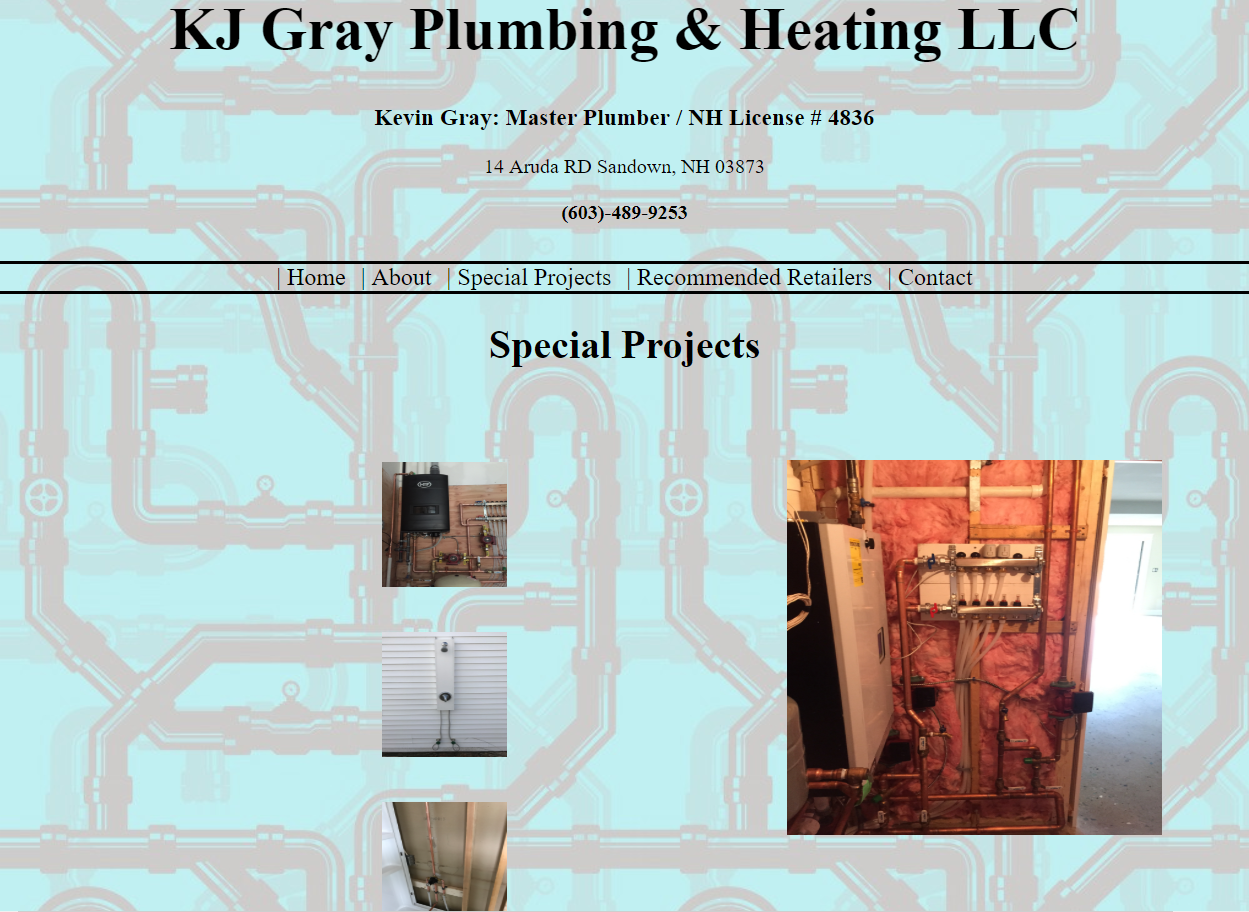 KJ Gray Plumbing & Heating LLC
Kevin Gray: Master Plumber / NH License # 4836
14 Aruda RD Sandown, NH 03873
(603)-489-9253
| Home | About | Special Projects | Recommended Retailers | Contact
Special Projects